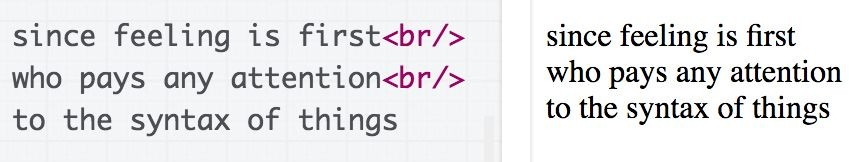 since feeling is first<br/>
who pays any attention<br/>
to the syntax of things
since feeling is first
who pays any attention
to the syntax of things